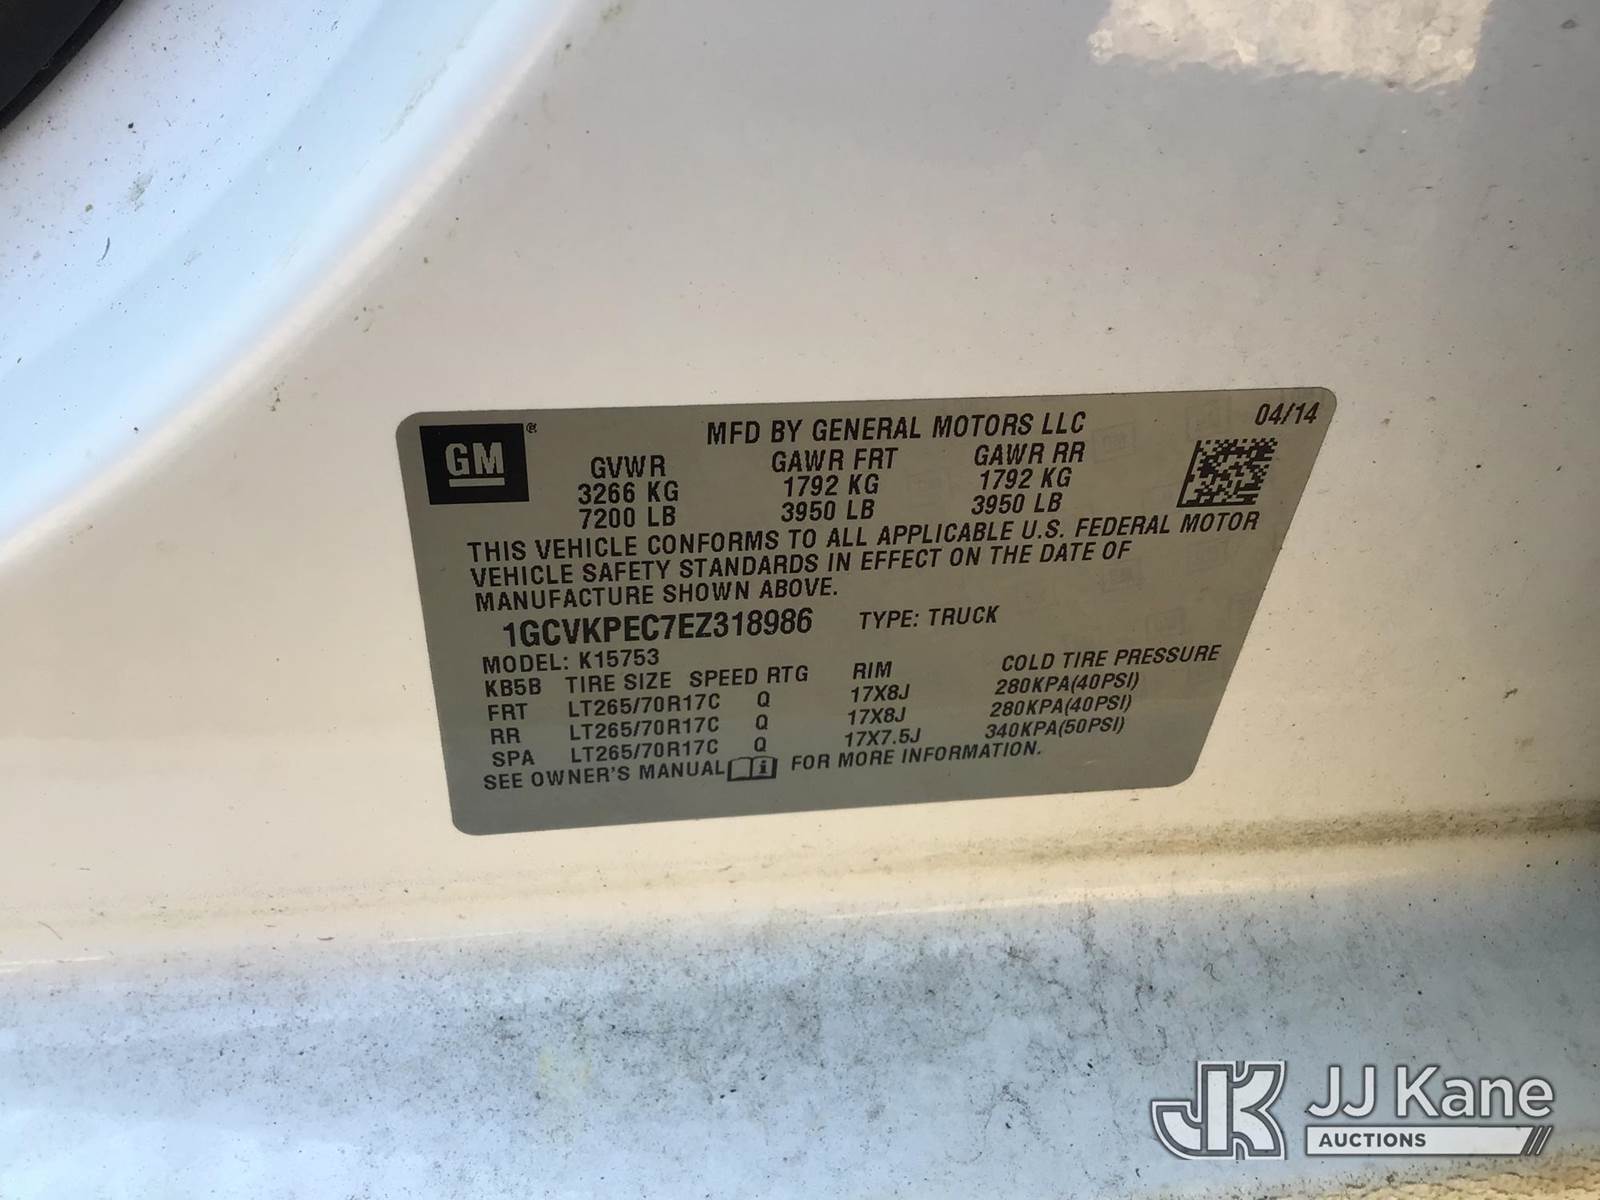 MFD BY GENERAL MOTORS LLC 04/14
GM®
GVWR GAWR FRT GAWR RR
3266 KG 1792 KG 1792 KG
7200 LB 3950 LB 3950 LB
THIS VEHICLE CONFORMS TO ALL APPLICABLE U.S. FEDERAL MOTOR
VEHICLE SAFETY STANDARDS IN EFFECT ON THE DATE OF
MANUFACTURE SHOWN ABOVE.
1GCVKPEC7EZ318986 TYPE: TRUCK
MODEL: K15753
KB5B TIRE SIZE SPEED RTG RIM COLD TIRE PRESSURE
FRT LT265/70R17C Q 17X8J 280KPA(40PSI)
RR LT265/70R17C Q 17X8J 280KPA(40PSI)
SPA LT265/70R17C Q 17X7.5J 340KPA(50PSI)
SEE OWNER'S MANUAL i FOR MORE INFORMATION.
JK JJ Kane
AUCTIONS